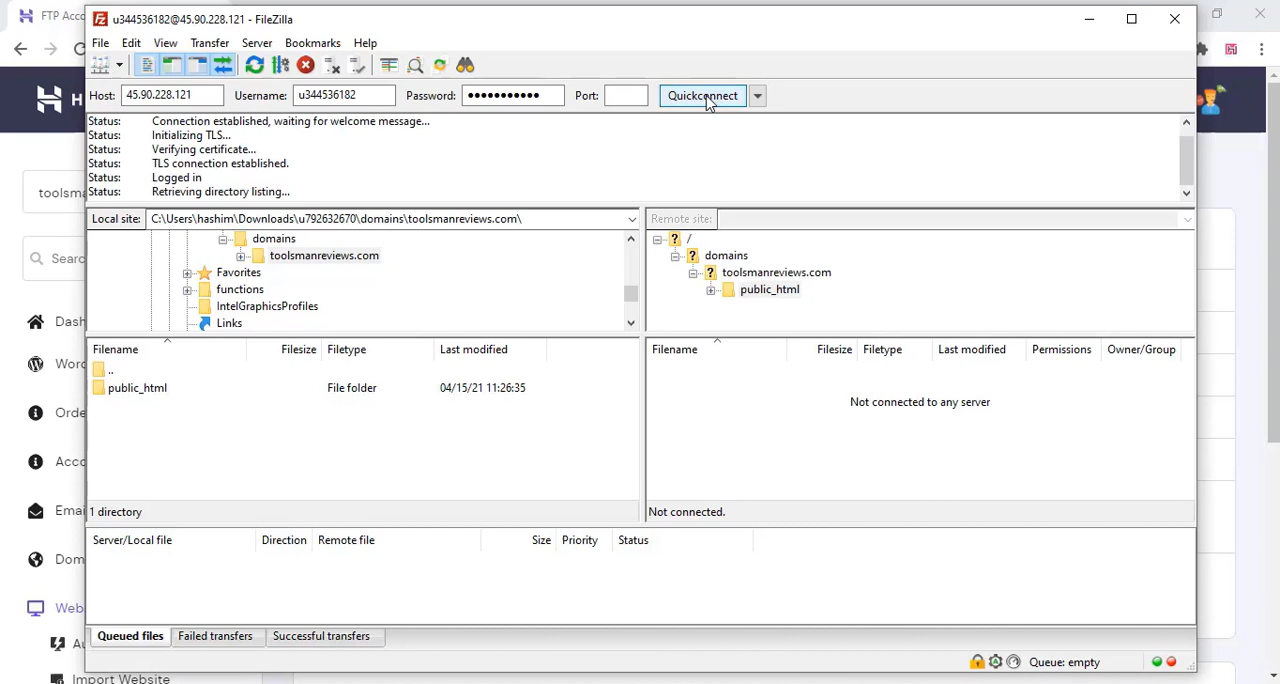 FTP Acco
u344536182@45.90.228.121 - FileZilla
File Edit View Transfer Server Bookmarks Help
Host: 45.90.228.121 Username: u344536182 Password: ●●●●●●●●●●● Port: Quickconnect
Status: Connection established, waiting for welcome message...
Status: Initializing TLS...
Status: Verifying certificate...
Status: TLS connection established.
Status: Logged in
Status: Retrieving directory listing...
Local site: C:\Users\hashim\Downloads\u792632670\domains\toolsmanreviews.com\
domains
toolsmanreviews.com
Favorites
functions
IntelGraphicsProfiles
Links
Remote site:
/
domains
toolsmanreviews.com
public_html
Filename Filesize Filetype Last modified
..
public_html File folder 04/15/21 11:26:35
1 directory
Filename Filesize Filetype Last modified Permissions Owner/Group
Not connected to any server
Not connected.
Server/Local file Direction Remote file Size Priority Status
Queued files Failed transfers Successful transfers
Queue: empty
H
toolsma
Searc
Dash
Word
Orde
Acco
Emai
Dom
Web
Au
Import Website